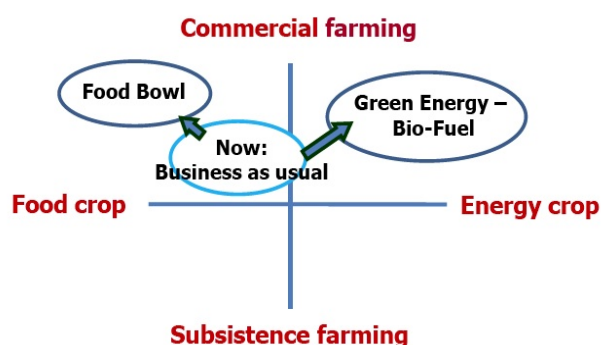 Commercial farming
Food Bowl
Green Energy –
Bio-Fuel
Now:
Business as usual
Food crop
Energy crop
Subsistence farming